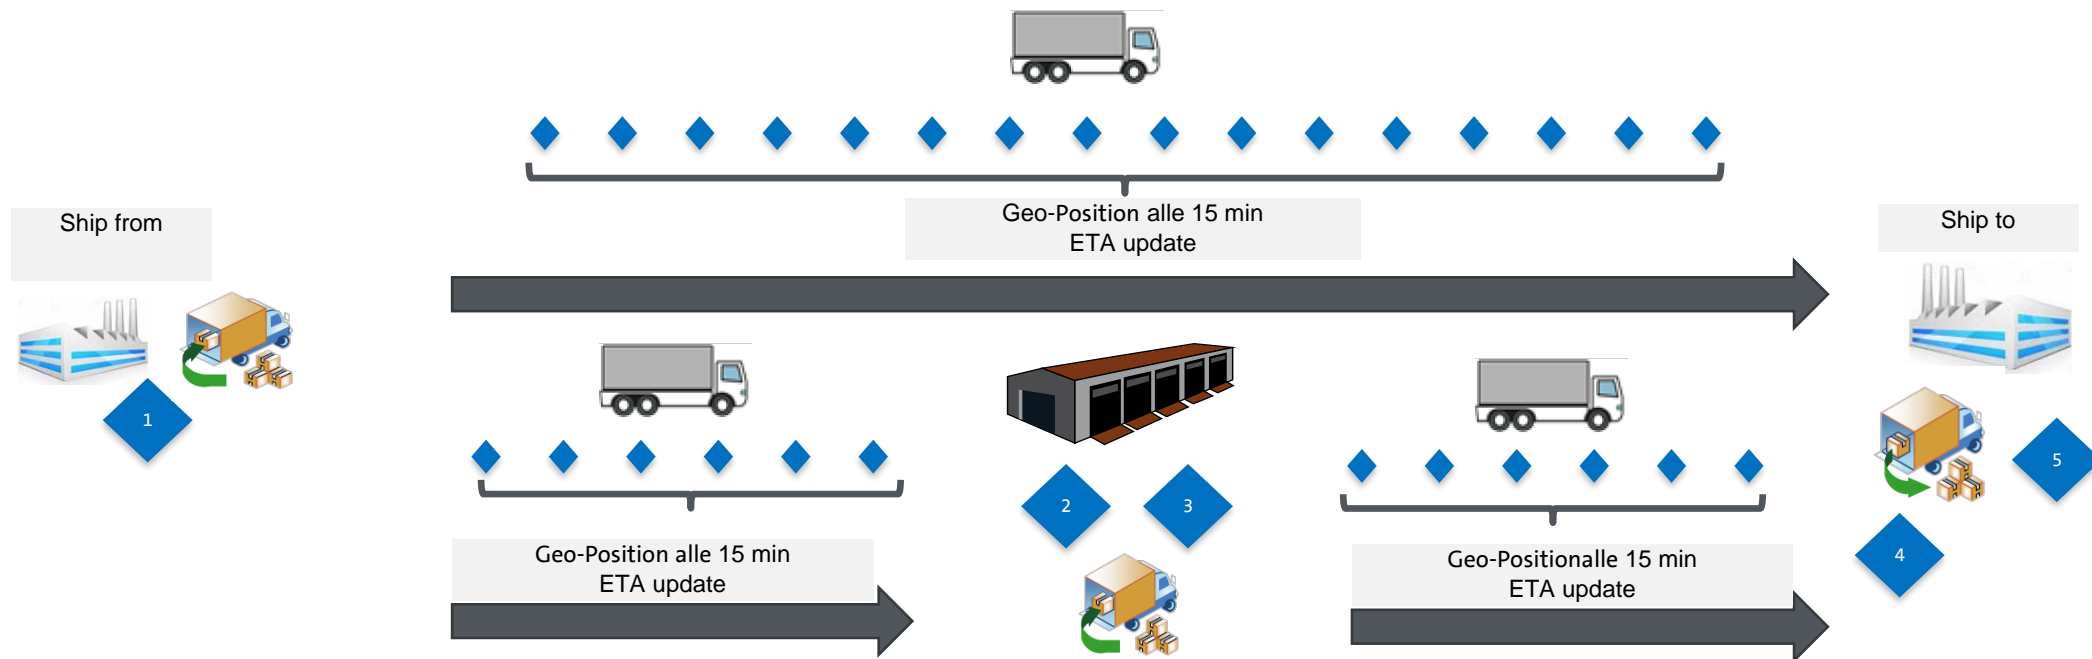 Geo-Position alle 15 min
ETA update
Ship from
Ship to
1
2
3
5
4
Geo-Position alle 15 min
ETA update
Geo-Positionalle 15 min
ETA update